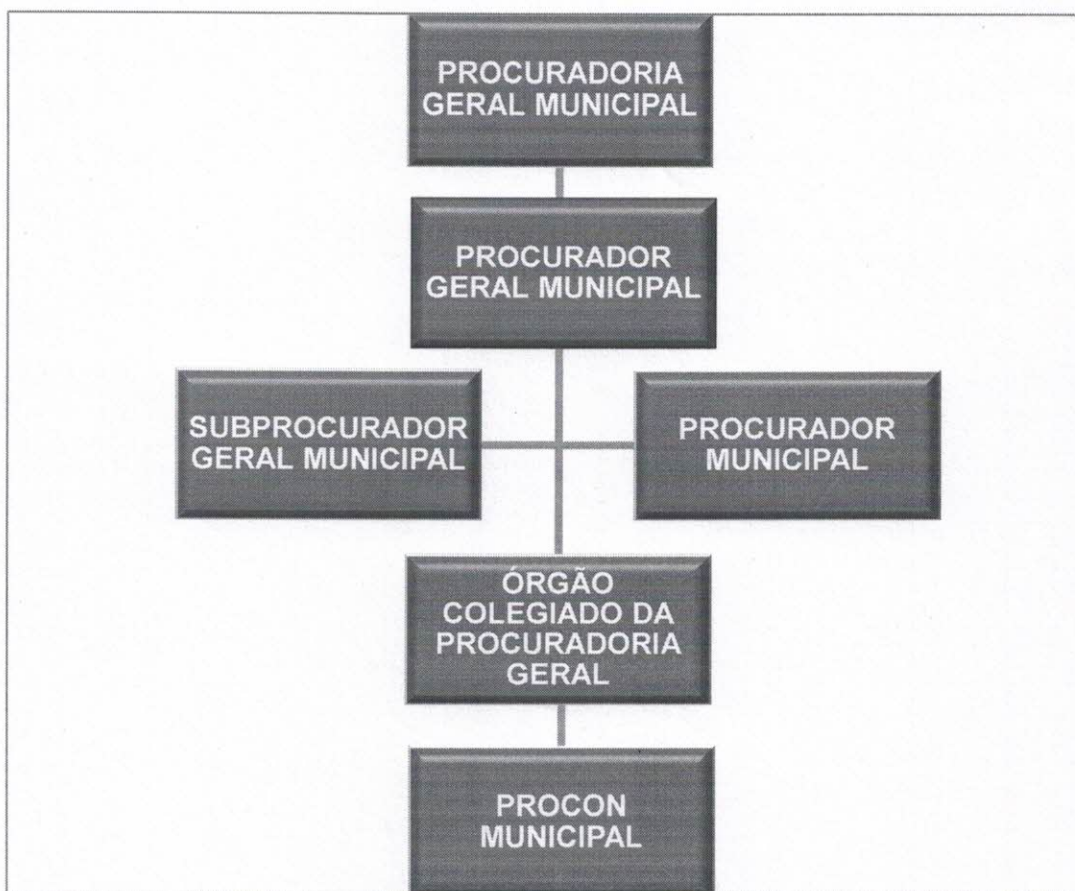 PROCURADORIA
GERAL MUNICIPAL
PROCURADOR
GERAL MUNICIPAL
SUBPROCURADOR
GERAL MUNICIPAL
PROCURADOR
MUNICIPAL
ÓRGÃO
COLEGIADO DA
PROCURADORIA
GERAL
PROCON
MUNICIPAL